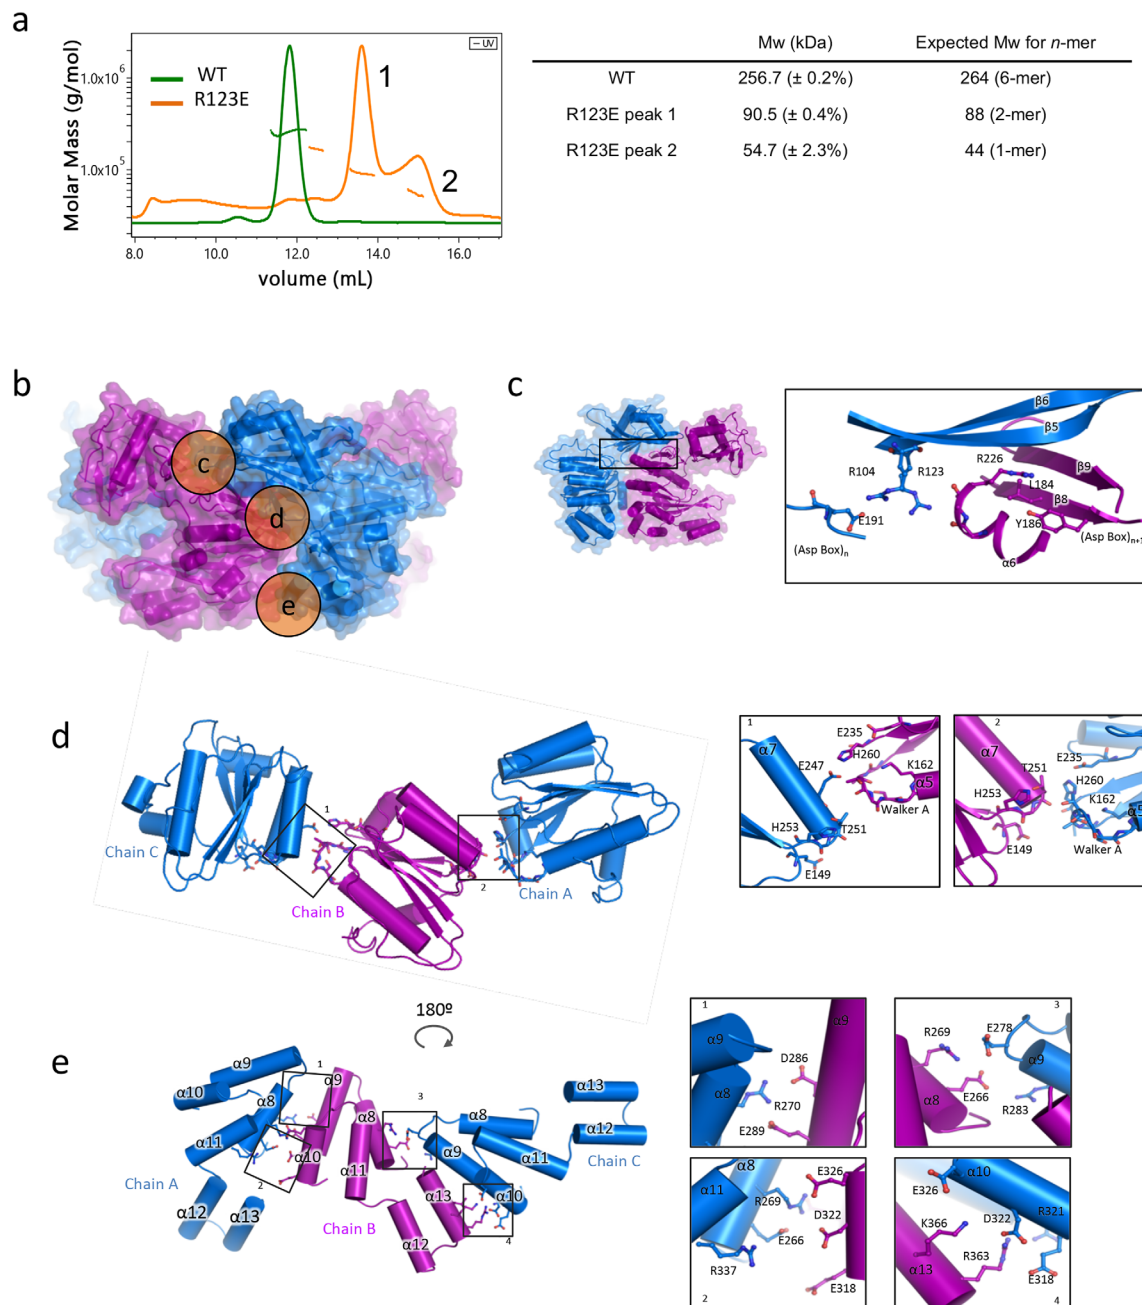 a
Molar Mass (g/mol)
1.0x10⁶
1.0x10⁵
WT
R123E
1
2
UV
8.0 10.0 12.0 14.0 16.0
volume (mL)
Mw (kDa) Expected Mw for n-mer
WT 256.7 (± 0.2%) 264 (6-mer)
R123E peak 1 90.5 (± 0.4%) 88 (2-mer)
R123E peak 2 54.7 (± 2.3%) 44 (1-mer)
b
c
d
e
c
β6
β5
R104 R123 R226 β9
L184
β8
E191 Y186
(Asp Box)n (Asp Box)n+1
α6
d
1
Chain C
Chain B
2
Chain A
1
α7
E235
H260
E247 K162
α5
Walker A
H253 T251
E149
2
α7
E235
T251
H260
H253 K162
α5
Walker A
E149
180º
e
α9
1
α9
α10
α8
α8
3
α13
α8
α11
α9
α12
α10
α11
α11
Chain C
Chain A
2
α13
α10
α12
α13
Chain B
α12
4
1
α9
α9
D286
α8
R270
E289
3
R269 E278
α9
E266
α8
R283
α8
E326
α11
R269
D322
E266
R337
E318
2
α10
E326
R321
D322
K366
R363
α13
E318
4